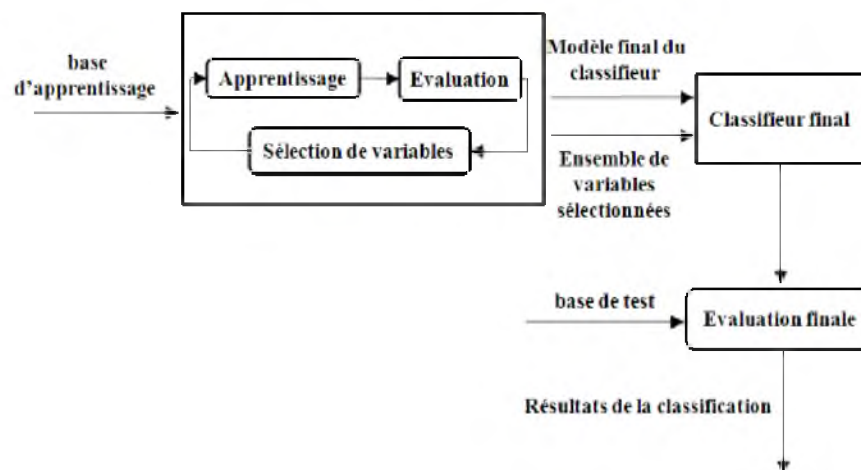 base
d'apprentissage
Apprentissage
Evaluation
Sélection de variables
Modèle final du
classifieur
Ensemble de
variables
sélectionnées
Classifieur final
base de test
Evaluation finale
Résultats de la classification